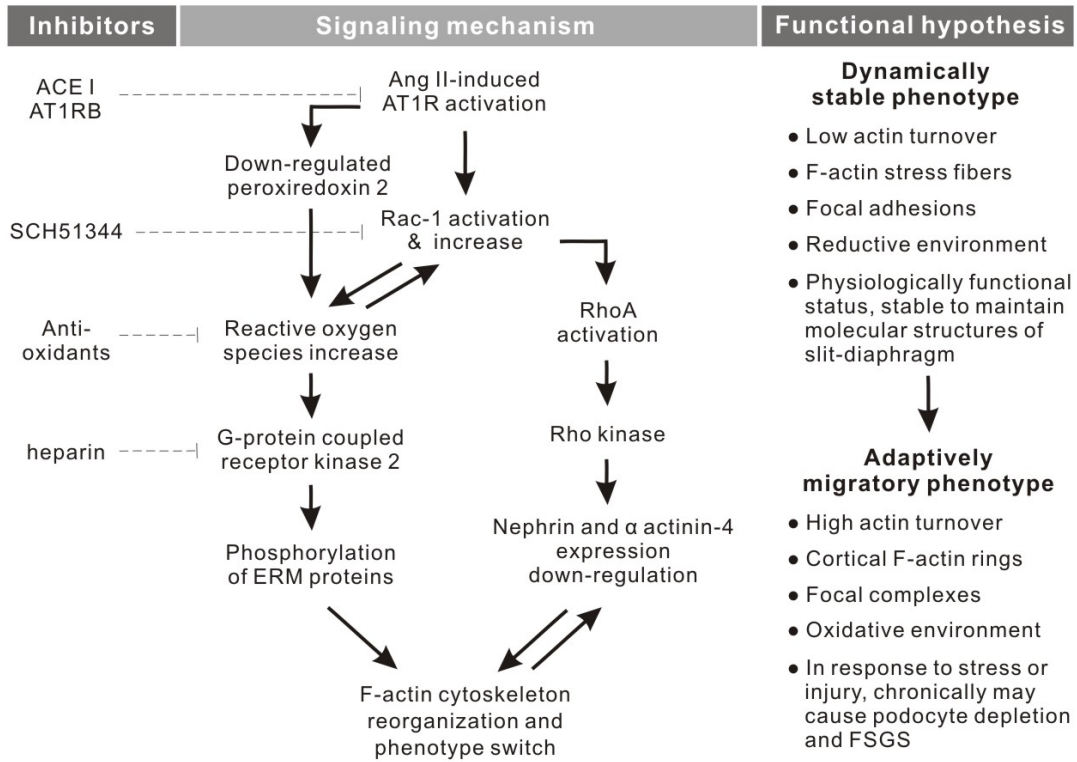 Inhibitors
Signaling mechanism
Functional hypothesis
ACE I
AT1RB
Ang II-induced
AT1R activation
Down-regulated
peroxiredoxin 2
SCH51344
Rac-1 activation
& increase
Anti-
oxidants
Reactive oxygen
species increase
RhoA
activation
heparin
G-protein coupled
receptor kinase 2
Rho kinase
Phosphorylation
of ERM proteins
Nephrin and α actinin-4
expression
down-regulation
F-actin cytoskeleton
reorganization and
phenotype switch
Dynamically
stable phenotype
● Low actin turnover
● F-actin stress fibers
● Focal adhesions
● Reductive environment
● Physiologically functional
status, stable to maintain
molecular structures of
slit-diaphragm
Adaptively
migratory phenotype
● High actin turnover
● Cortical F-actin rings
● Focal complexes
● Oxidative environment
● In response to stress or
injury, chronically may
cause podocyte depletion
and FSGS